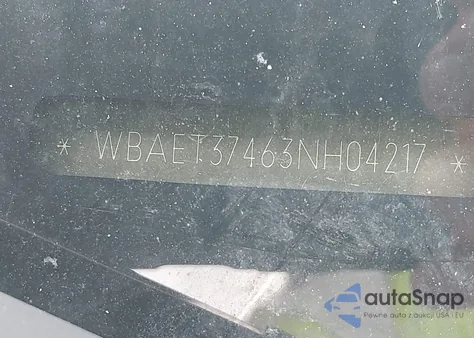 * WBAET37463NH04217 *
autaSnap
Pewne auta z aukcji USA i EU